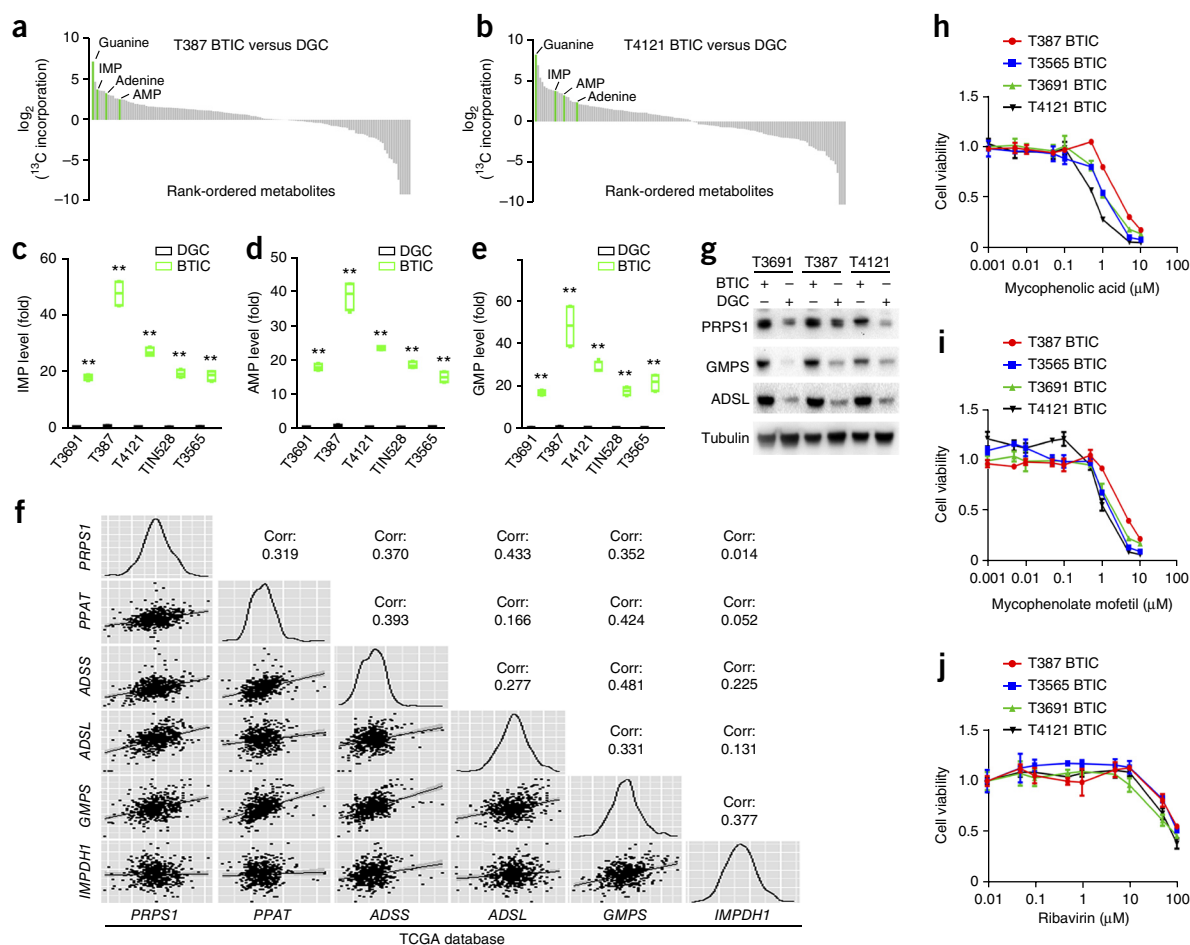 a
T387 BTIC versus DGC
log2
(13C incorporation)
10
5
0
−5
−10
Guanine
IMP
Adenine
AMP
Rank-ordered metabolites
b
T4121 BTIC versus DGC
log2
(13C incorporation)
10
5
0
−5
−10
Guanine
IMP
AMP
Adenine
Rank-ordered metabolites
c
DGC
BTIC
IMP level (fold)
60
40
20
0
**
**
**
**
**
T3691
T387
T4121
TIN528
T3565
d
DGC
BTIC
AMP level (fold)
50
40
30
20
10
0
**
**
**
**
**
T3691
T387
T4121
TIN528
T3565
e
DGC
BTIC
GMP level (fold)
60
40
20
0
**
**
**
**
**
T3691
T387
T4121
TIN528
T3565
g
T3691 T387 T4121
BTIC + − + − + −
DGC − + − + − +
PRPS1
GMPS
ADSL
Tubulin
f
PRPS1
Corr: 0.319
Corr: 0.370
Corr: 0.433
Corr: 0.352
Corr: 0.014
PPAT
Corr: 0.393
Corr: 0.166
Corr: 0.424
Corr: 0.052
ADSS
Corr: 0.277
Corr: 0.481
Corr: 0.225
ADSL
Corr: 0.331
Corr: 0.131
GMPS
Corr: 0.377
IMPDH1
PRPS1 PPAT ADSS ADSL GMPS IMPDH1
TCGA database
h
T387 BTIC
T3565 BTIC
T3691 BTIC
T4121 BTIC
Cell viability
1.5
1.0
0.5
0
0.001 0.01 0.1 1 10 100
Mycophenolic acid (μM)
i
T387 BTIC
T3565 BTIC
T3691 BTIC
T4121 BTIC
Cell viability
1.5
1.0
0.5
0
0.001 0.01 0.1 1 10 100
Mycophenolate mofetil (μM)
j
T387 BTIC
T3565 BTIC
T3691 BTIC
T4121 BTIC
Cell viability
1.5
1.0
0.5
0
0.01 0.1 1 10 100
Ribavirin (μM)